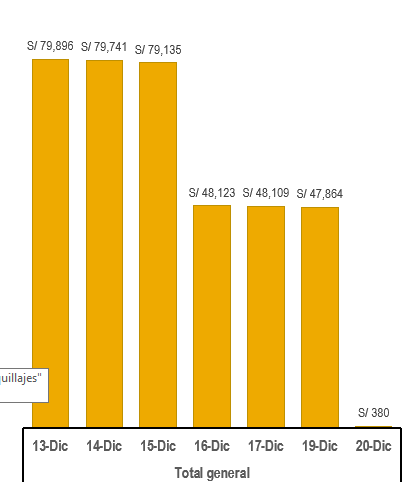 S/ 79,896 S/ 79,741 S/ 79,135
S/ 48,123 S/ 48,109 S/ 47,864
uillajes"
S/ 380
13-Dic 14-Dic 15-Dic 16-Dic 17-Dic 19-Dic 20-Dic
Total general